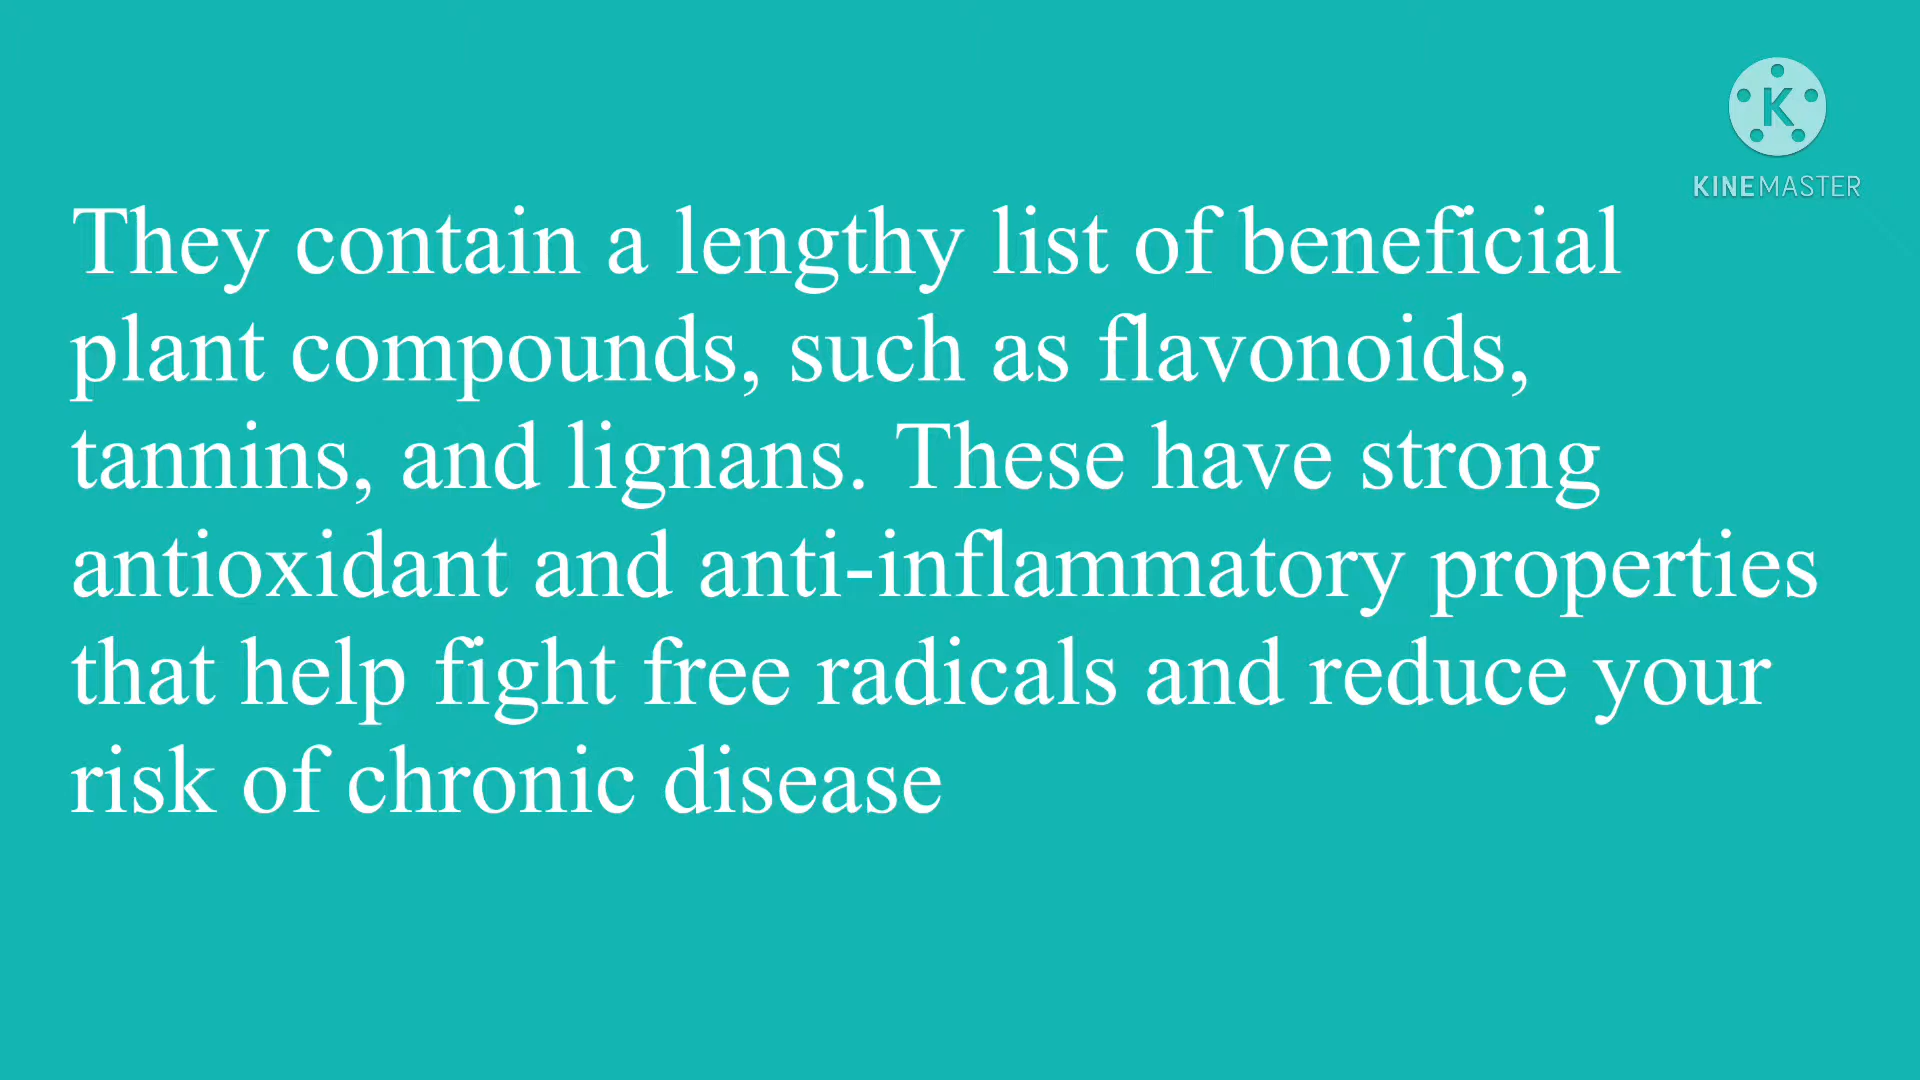 K
KINEMASTER
They contain a lengthy list of beneficial
plant compounds, such as flavonoids,
tannins, and lignans. These have strong
antioxidant and anti-inflammatory properties
that help fight free radicals and reduce your
risk of chronic disease